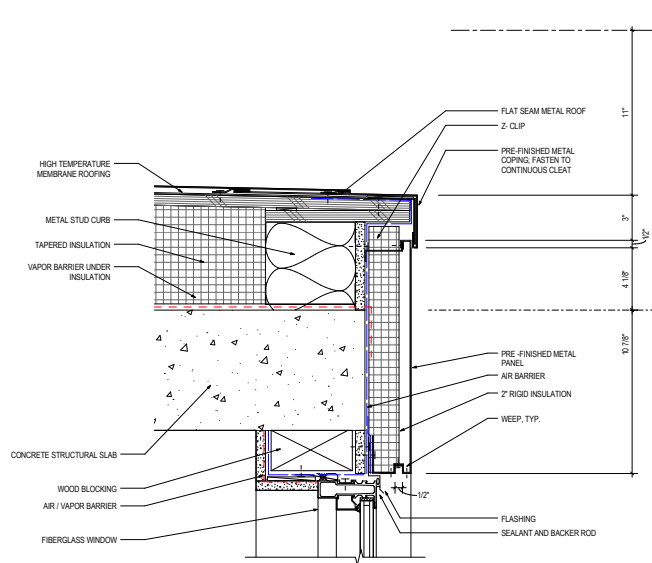 FLAT SEAM METAL ROOF
Z- CLIP
PRE-FINISHED METAL
COPING; FASTEN TO
CONTINUOUS CLEAT
HIGH TEMPERATURE
MEMBRANE ROOFING
METAL STUD CURB
TAPERED INSULATION
VAPOR BARRIER UNDER
INSULATION
CONCRETE STRUCTURAL SLAB
WOOD BLOCKING
AIR / VAPOR BARRIER
FIBERGLASS WINDOW
PRE -FINISHED METAL
PANEL
AIR BARRIER
2" RIGID INSULATION
WEEP, TYP.
1/2"
FLASHING
SEALANT AND BACKER ROD
11"
3"
1/2"
4 1/8"
10 7/8"